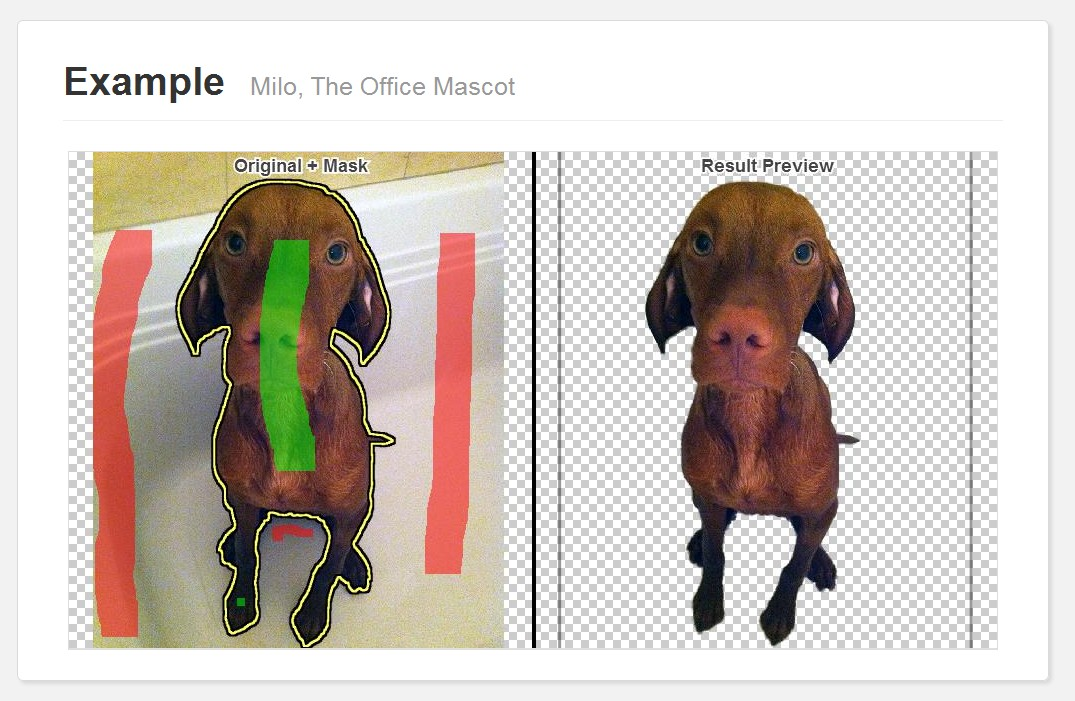 Example Milo, The Office Mascot
Original + Mask
Result Preview